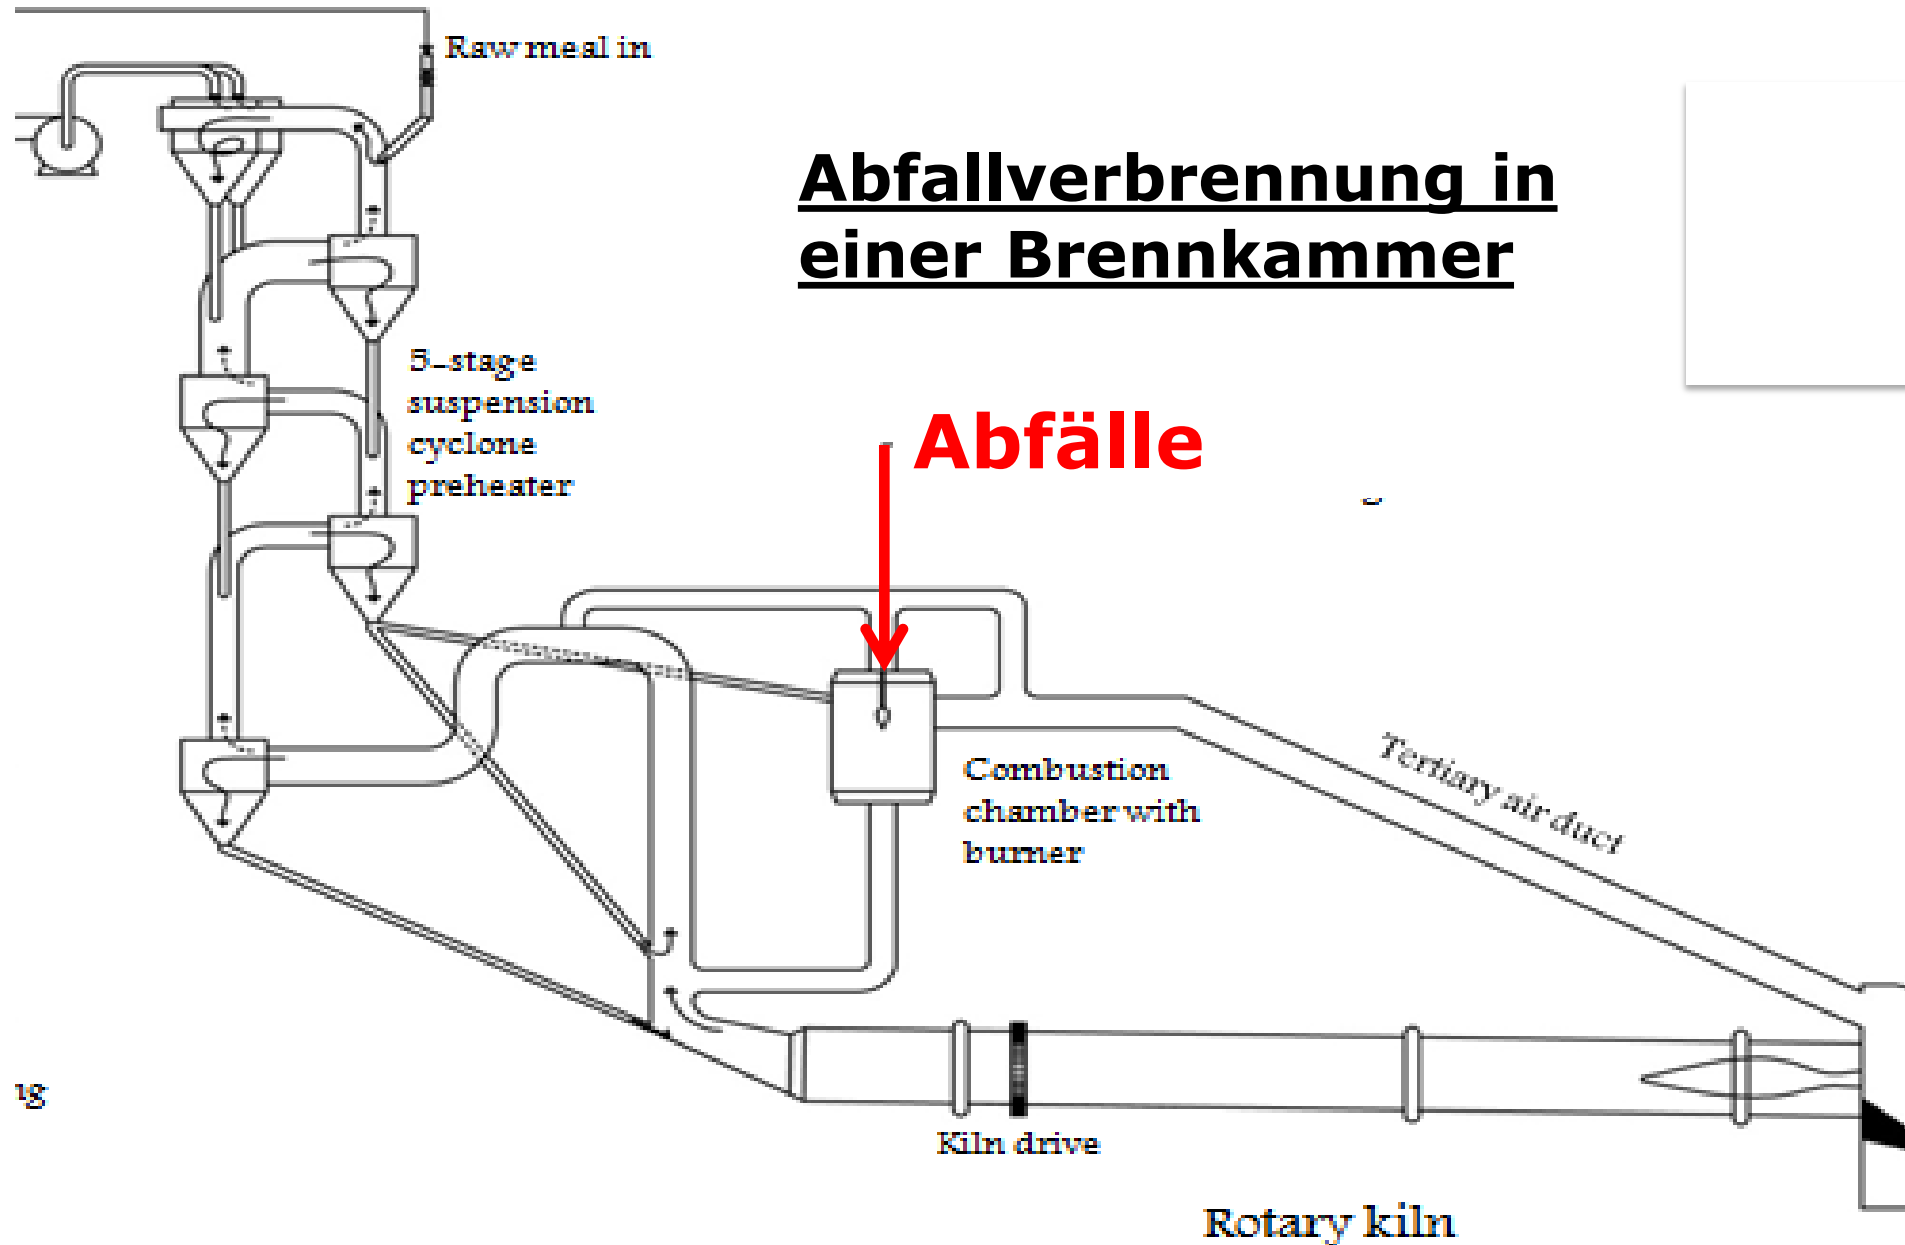 Raw meal in
Abfallverbrennung in
einer Brennkammer
5-stage
suspension
cyclone
preheater
Abfälle
Combustion
chamber with
burner
Tertiary air duct
Kiln drive
Rotary kiln